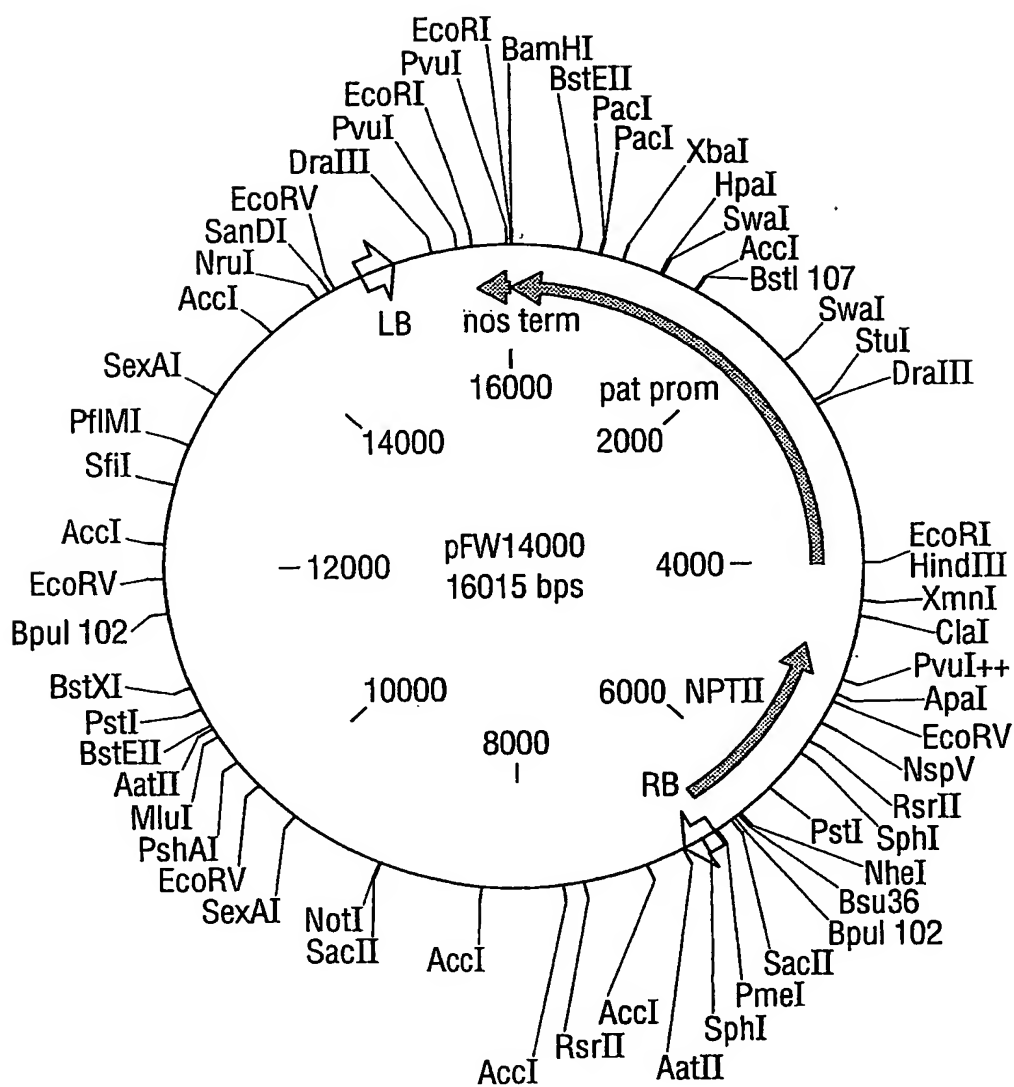 EcoRI
BamHI
PvuI
BstEII
EcoRI
PacI
PvuI
PacI
DraIII
XbaI
EcoRV
HpaI
SanDI
SwaI
NruI
AccI
AccI
BstI 107
LB
nos term
SwaI
SexAI
16000
StuI
pat prom
DraIII
PflMI
14000
2000
SfiI
AccI
pFW14000
EcoRI
12000
4000
HindIII
EcoRV
16015 bps
XmnI
BpuI 102
ClaI
BstXI
10000
6000
NPTII
PvuI++
PstI
ApaI
BstEII
8000
EcoRV
AatII
RB
NspV
MluI
RsrII
PshAI
PstI
SphI
EcoRV
NheI
SexAI
Bsu36
NotI
BpuI 102
SacII
AccI
SacII
PmeI
AccI
SphI
RsrII
AccI
AatII